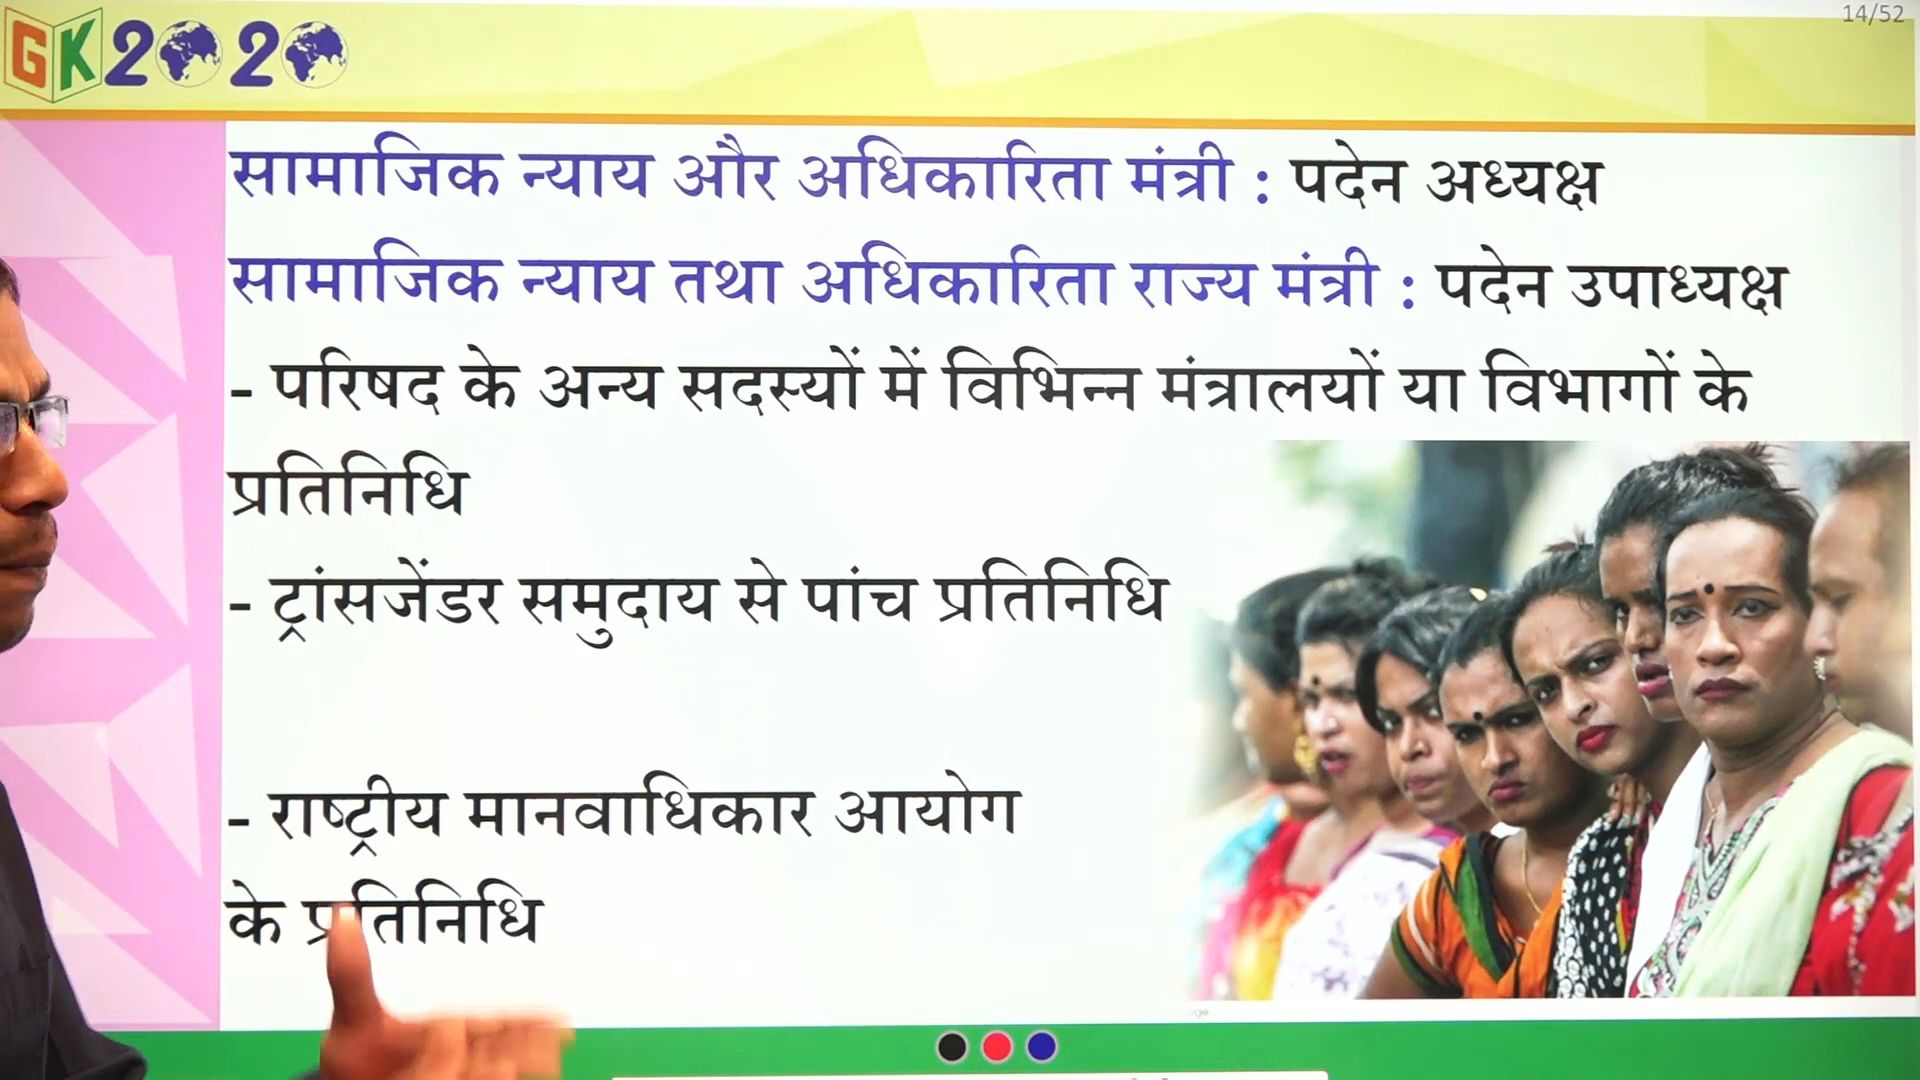 14/52
GK2020
सामाजिक न्याय और अधिकारिता मंत्री : पदेन अध्यक्ष
सामाजिक न्याय तथा अधिकारिता राज्य मंत्री : पदेन उपाध्यक्ष
- परिषद के अन्य सदस्यों में विभिन्न मंत्रालयों या विभागों के
प्रतिनिधि
- ट्रांसजेंडर समुदाय से पांच प्रतिनिधि
- राष्ट्रीय मानवाधिकार आयोग
के प्रतिनिधि